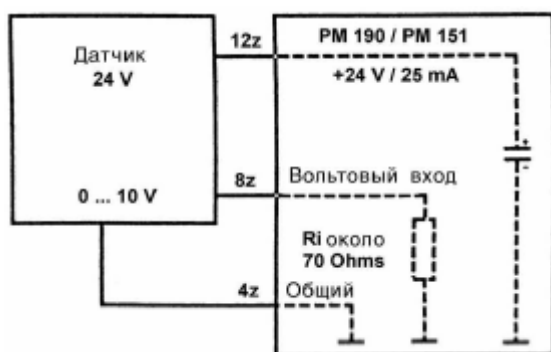 Датчик
24 V
0 ... 10 V
12z
PM 190 / PM 151
+24 V / 25 mA
+
-
8z
Вольтовый вход
Ri около
70 Ohms
4z
Общий